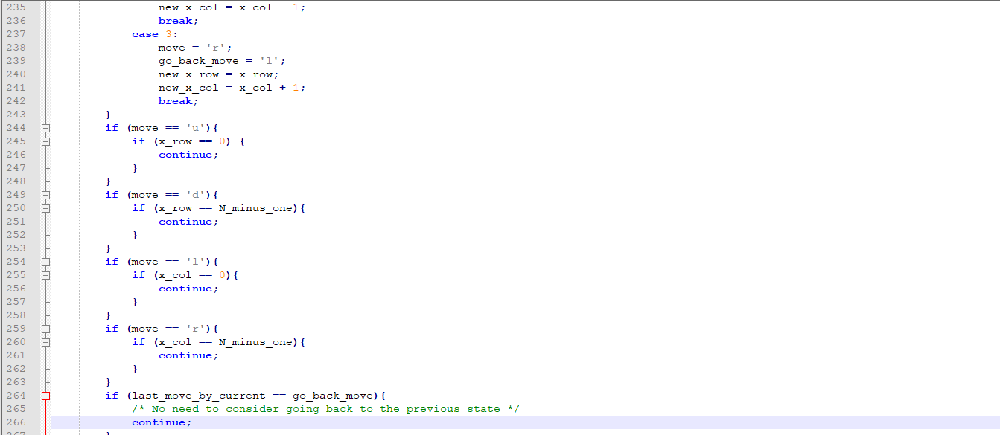 235 new_x_col = x_col - 1;
236 break;
237 case 3:
238 move = 'r';
239 go_back_move = 'l';
240 new_x_row = x_row;
241 new_x_col = x_col + 1;
242 break;
243 }
244 if (move == 'u'){
245 if (x_row == 0) {
246 continue;
247 }
248 }
249 if (move == 'd'){
250 if (x_row == N_minus_one){
251 continue;
252 }
253 }
254 if (move == 'l'){
255 if (x_col == 0){
256 continue;
257 }
258 }
259 if (move == 'r'){
260 if (x_col == N_minus_one){
261 continue;
262 }
263 }
264 if (last_move_by_current == go_back_move){
265 /* No need to consider going back to the previous state */
266 continue;
267 }